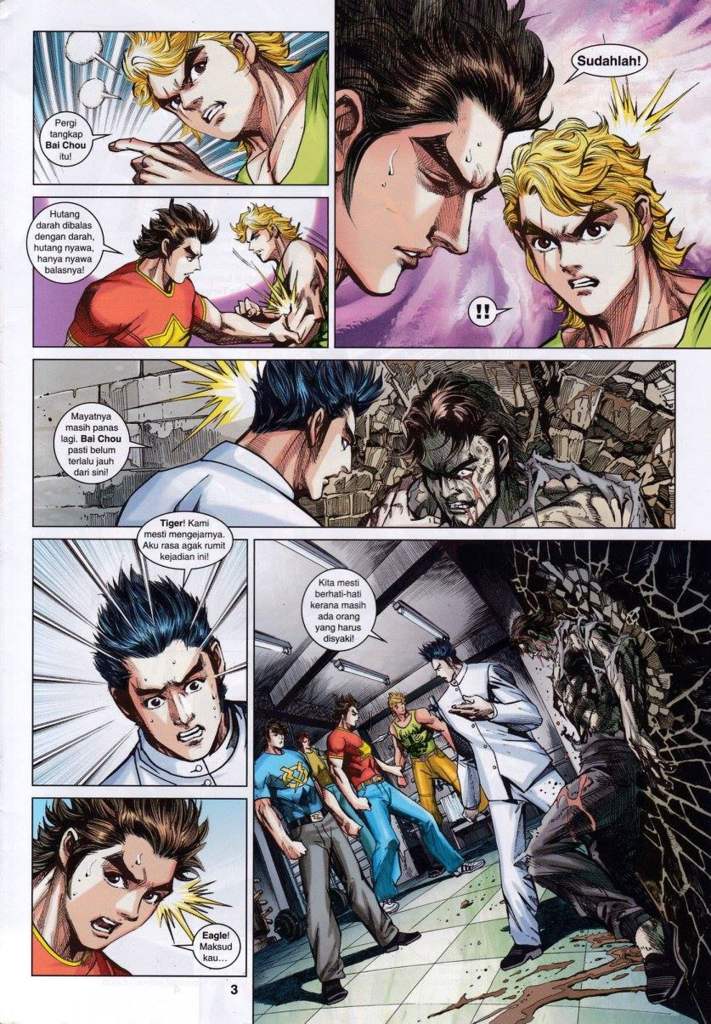 Pergi
tangkap
Bai Chou
itu!
Sudahlah!
!!
Hutang
darah dibalas
dengan darah,
hutang nyawa,
hanya nyawa
balasnya!
Mayatnya
masih panas
lagi. Bai Chou
pasti belum
terlalu jauh
dari sini!
Tiger! Kami
mesti mengejarnya.
Aku rasa agak rumit
kejadian ini!
Kita mesti
berhati-hati
kerana masih
ada orang
yang harus
disyaki!
Eagle!
Maksud
kau...
3